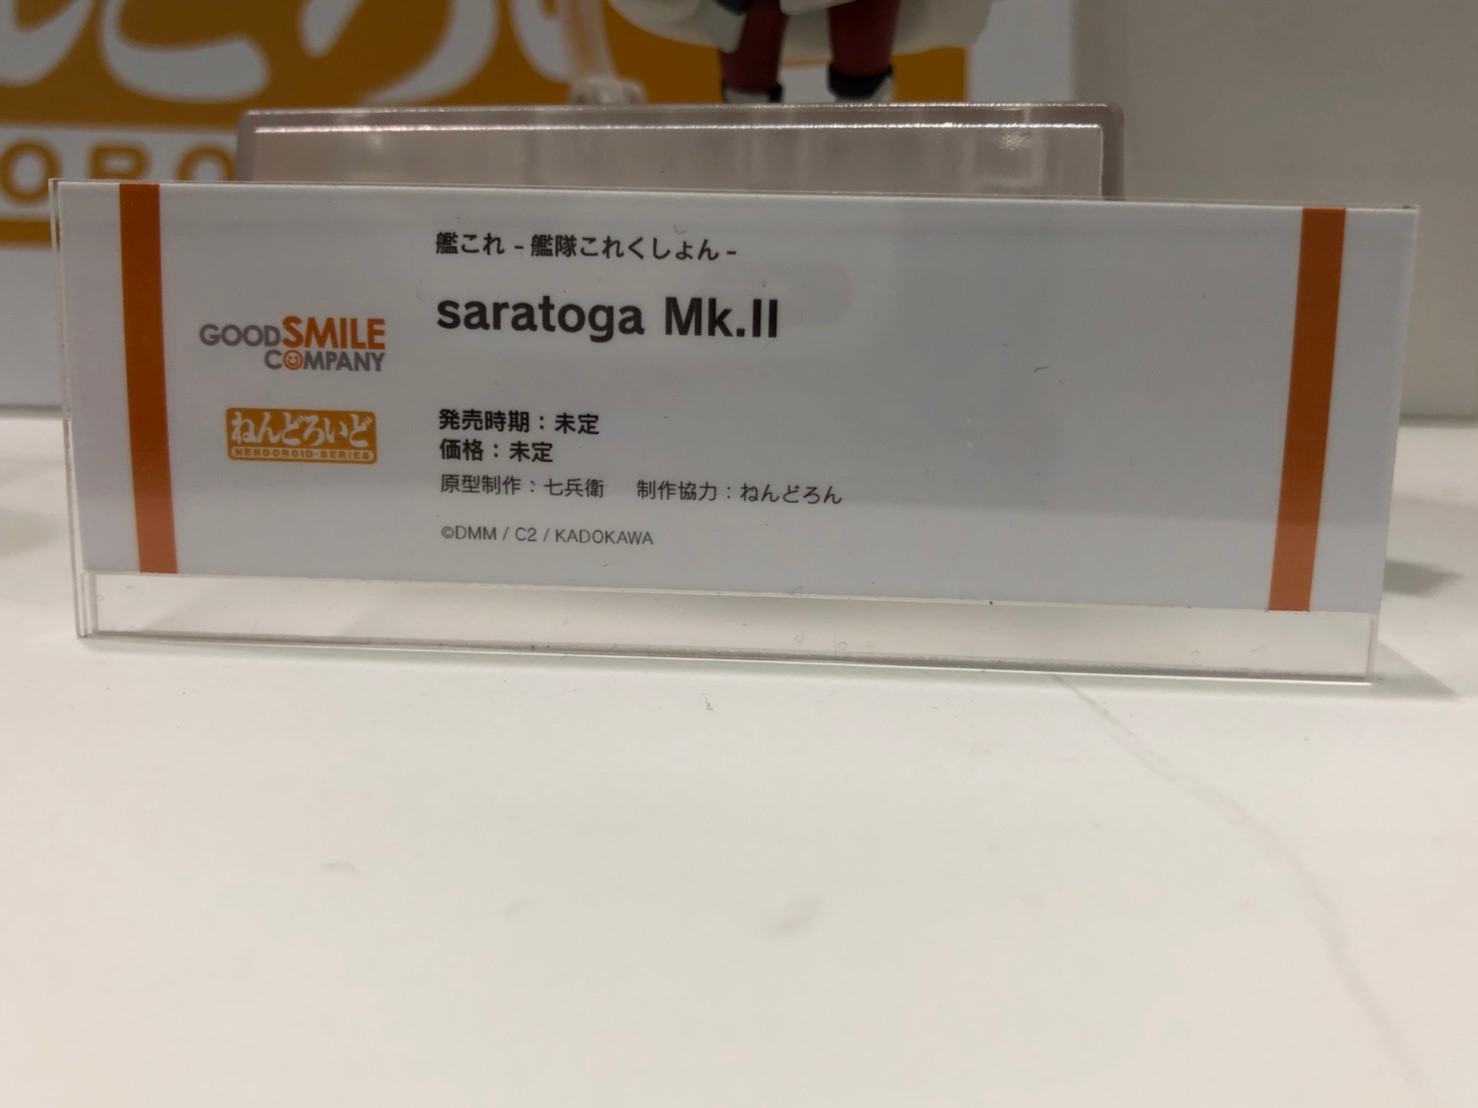 艦これ -艦隊これくしょん-
saratoga Mk.II
GOODSMILE
COMPANY
ねんどろいど
NENDOROID-SERIES
発売時期：未定
価格：未定
原型制作：七兵衛　制作協力：ねんどろん
©DMM / C2 / KADOKAWA